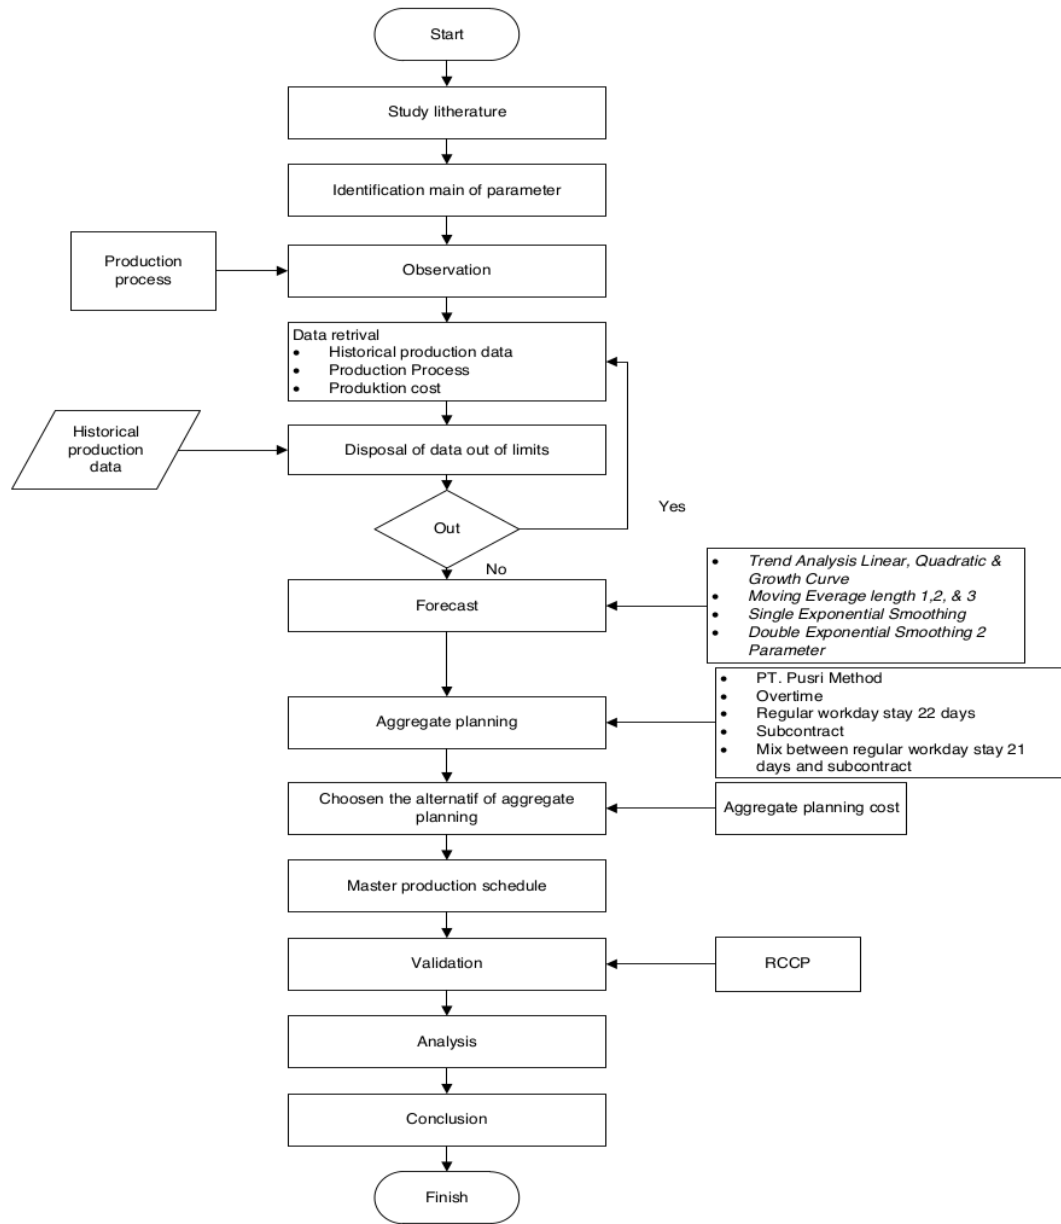 Start
Study litherature
Identification main of parameter
Production
process
Observation
Data retrival
• Historical production data
• Production Process
• Produktion cost
Historical
production
data
Disposal of data out of limits
Yes
Out
No
• Trend Analysis Linear, Quadratic &
Growth Curve
• Moving Everage length 1,2, & 3
• Single Exponential Smoothing
• Double Exponential Smoothing 2
Parameter
Forecast
• PT. Pusri Method
• Overtime
• Regular workday stay 22 days
• Subcontract
• Mix between regular workday stay 21
days and subcontract
Aggregate planning
Choosen the alternatif of aggregate
planning
Aggregate planning cost
Master production schedule
Validation
RCCP
Analysis
Conclusion
Finish